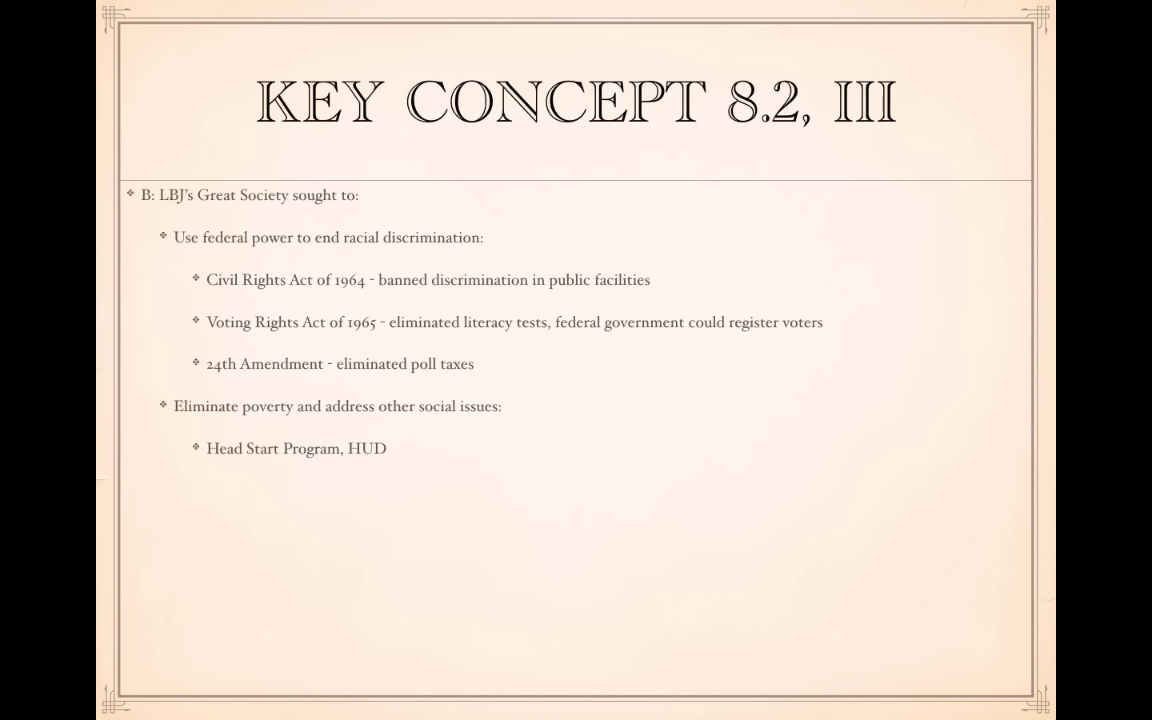 KEY CONCEPT 8.2, III
❖ B: LBJ's Great Society sought to:
❖ Use federal power to end racial discrimination:
❖ Civil Rights Act of 1964 - banned discrimination in public facilities
❖ Voting Rights Act of 1965 - eliminated literacy tests, federal government could register voters
❖ 24th Amendment - eliminated poll taxes
❖ Eliminate poverty and address other social issues:
❖ Head Start Program, HUD